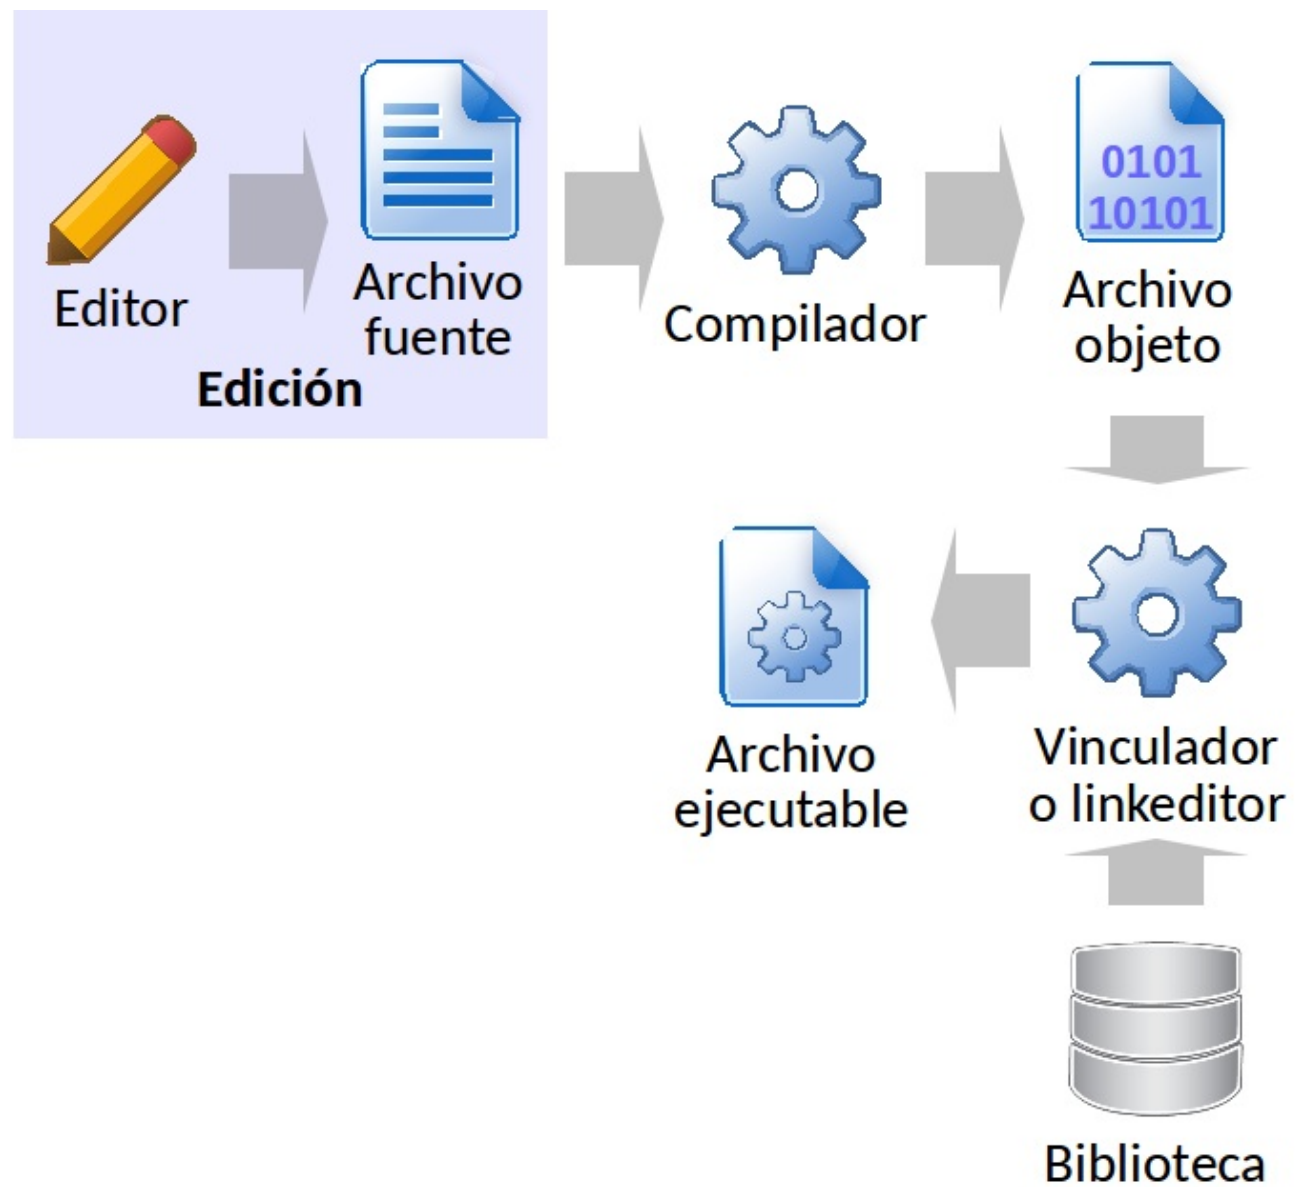 Editor
Archivo
fuente
Edición
Compilador
0101
10101
Archivo
objeto
Archivo
ejecutable
Vinculador
o linkeditor
Biblioteca